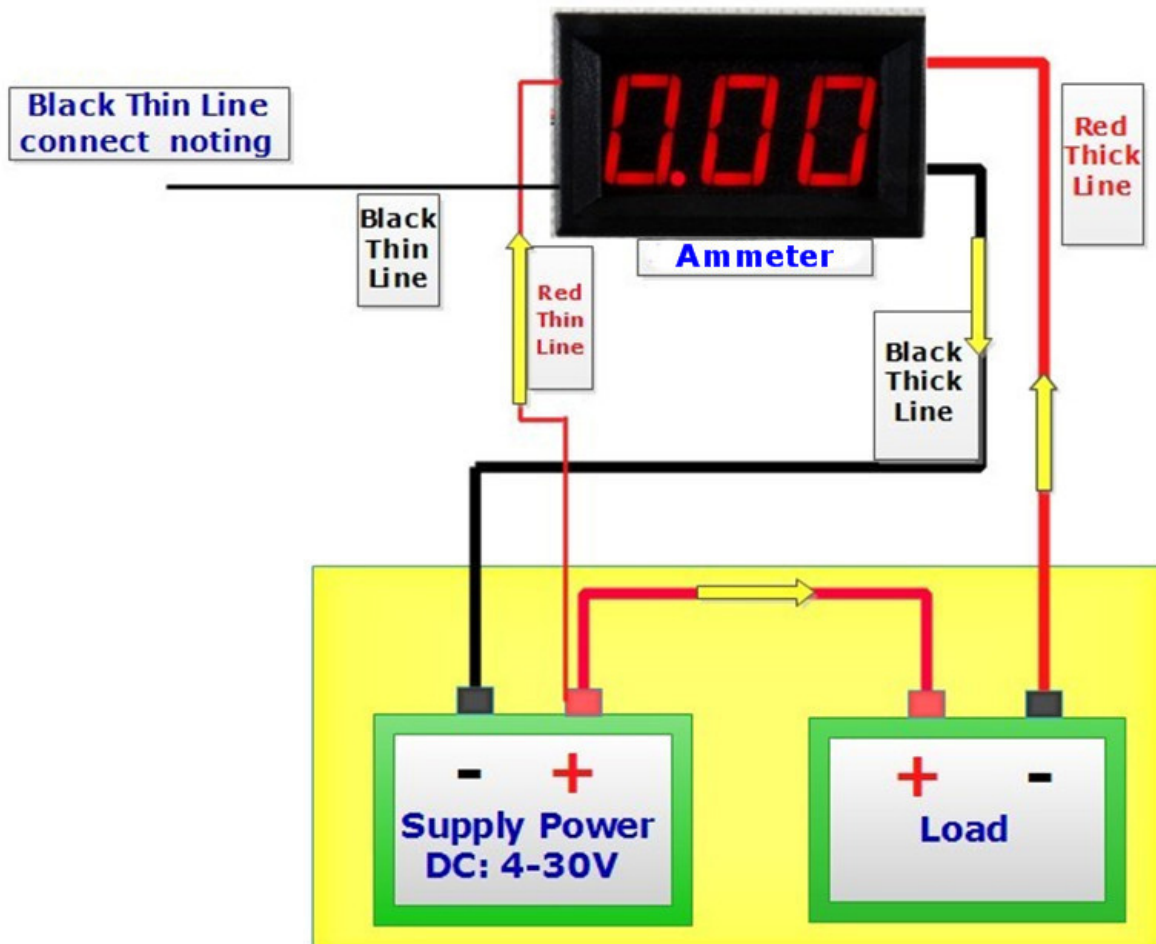 0.00
Black Thin Line
connect noting
Red
Thick
Line
Black
Thin
Line
Ammeter
Red
Thin
Line
Black
Thick
Line
- +
Supply Power
DC: 4-30V
+ -
Load